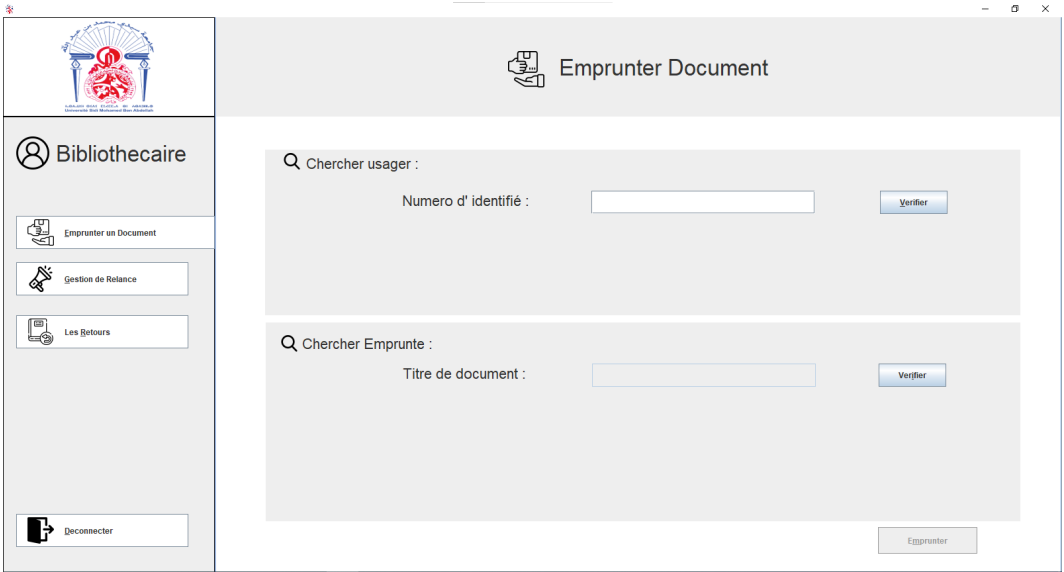 Université Sidi Mohamed Ben Abdellah
Emprunter Document
Bibliothecaire
Emprunter un Document
Gestion de Relance
Les Retours
Deconnecter
Chercher usager :
Numero d' identifié :
Verifier
Chercher Emprunte :
Titre de document :
Verifier
Emprunter